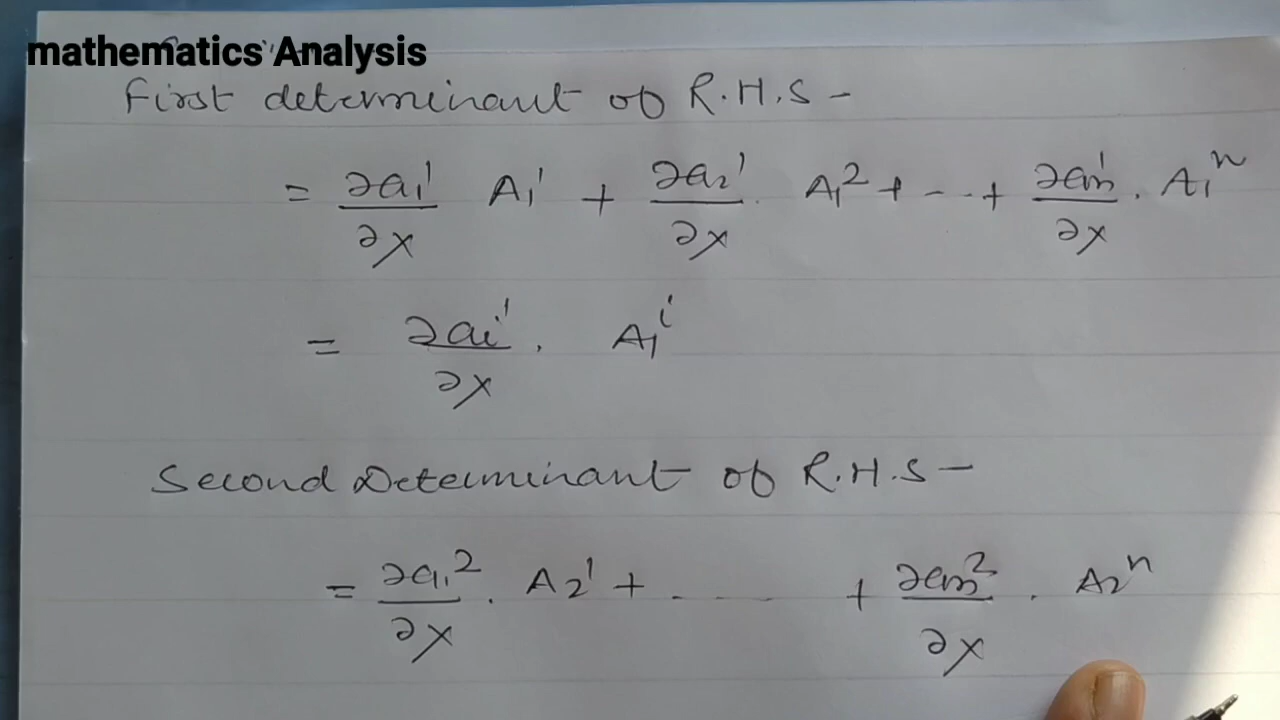 mathematics Analysis
First determinant of R.H.S -
= ∂a₁¹/∂x A₁¹ + ∂a₂¹/∂x . A₁² + - - + ∂aₙ¹/∂x . A₁ⁿ
= ∂aᵢ¹/∂x . A₁ⁱ
Second Determinant of R.H.S -
= ∂a₁²/∂x . A₂¹ + . - - - + ∂aₙ²/∂x . A₂ⁿ